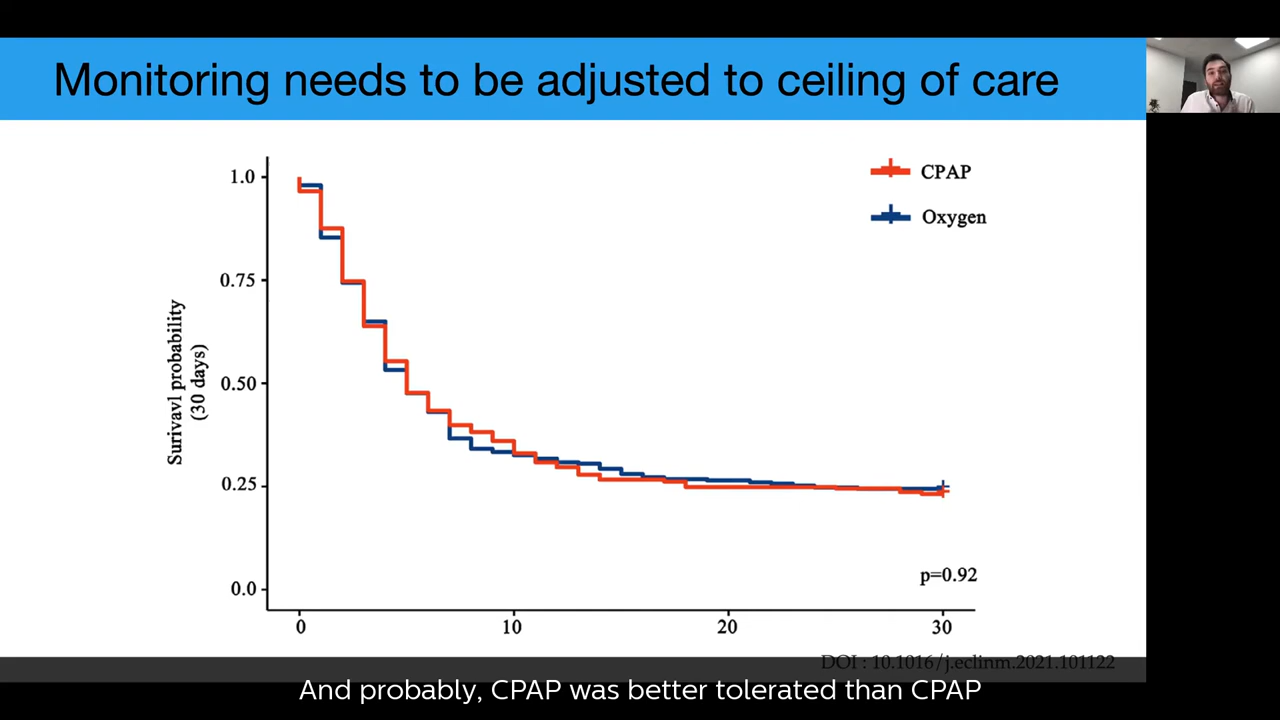 Monitoring needs to be adjusted to ceiling of care
CPAP
Oxygen
Surivavl probability
(30 days)
1.0
0.75
0.50
0.25
0.0
p=0.92
0
10
20
30
DOI : 10.1016/j.eclinm.2021.101122
And probably, CPAP was better tolerated than CPAP